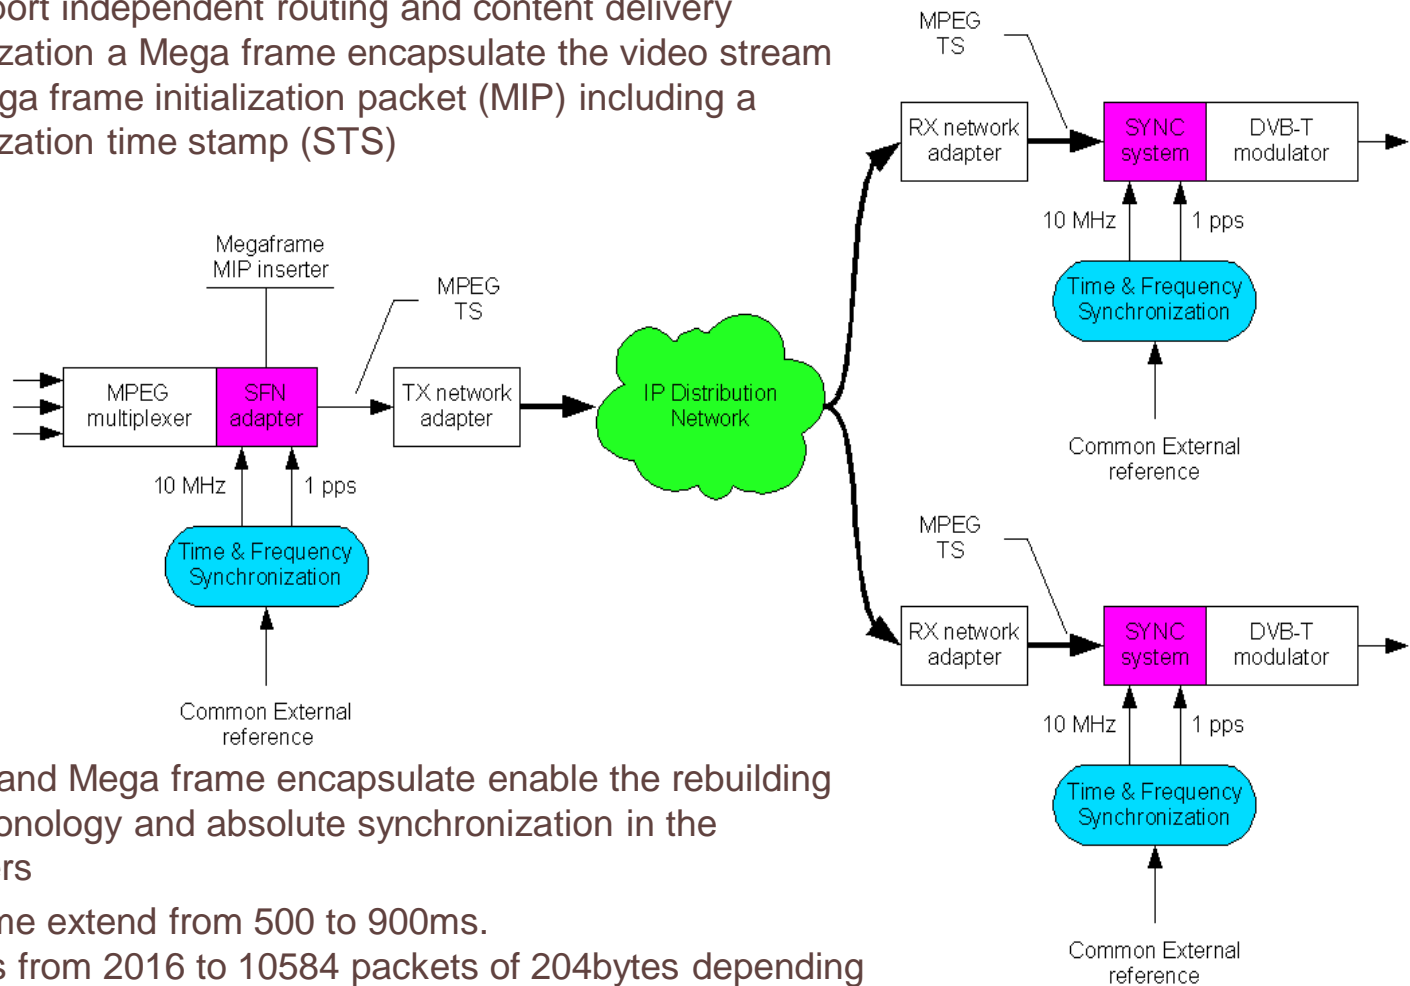 port independent routing and content delivery
ization a Mega frame encapsulate the video stream
ga frame initialization packet (MIP) including a
ization time stamp (STS)
MPEG
TS
RX network
adapter
SYNC
system
DVB-T
modulator
10 MHz
1 pps
Time & Frequency
Synchronization
Common External
reference
Megaframe
MIP inserter
MPEG
TS
MPEG
multiplexer
SFN
adapter
TX network
adapter
IP Distribution
Network
10 MHz
1 pps
Time & Frequency
Synchronization
Common External
reference
MPEG
TS
RX network
adapter
SYNC
system
DVB-T
modulator
10 MHz
1 pps
Time & Frequency
Synchronization
Common External
reference
and Mega frame encapsulate enable the rebuilding
onology and absolute synchronization in the
rs
me extend from 500 to 900ms.
s from 2016 to 10584 packets of 204bytes depending